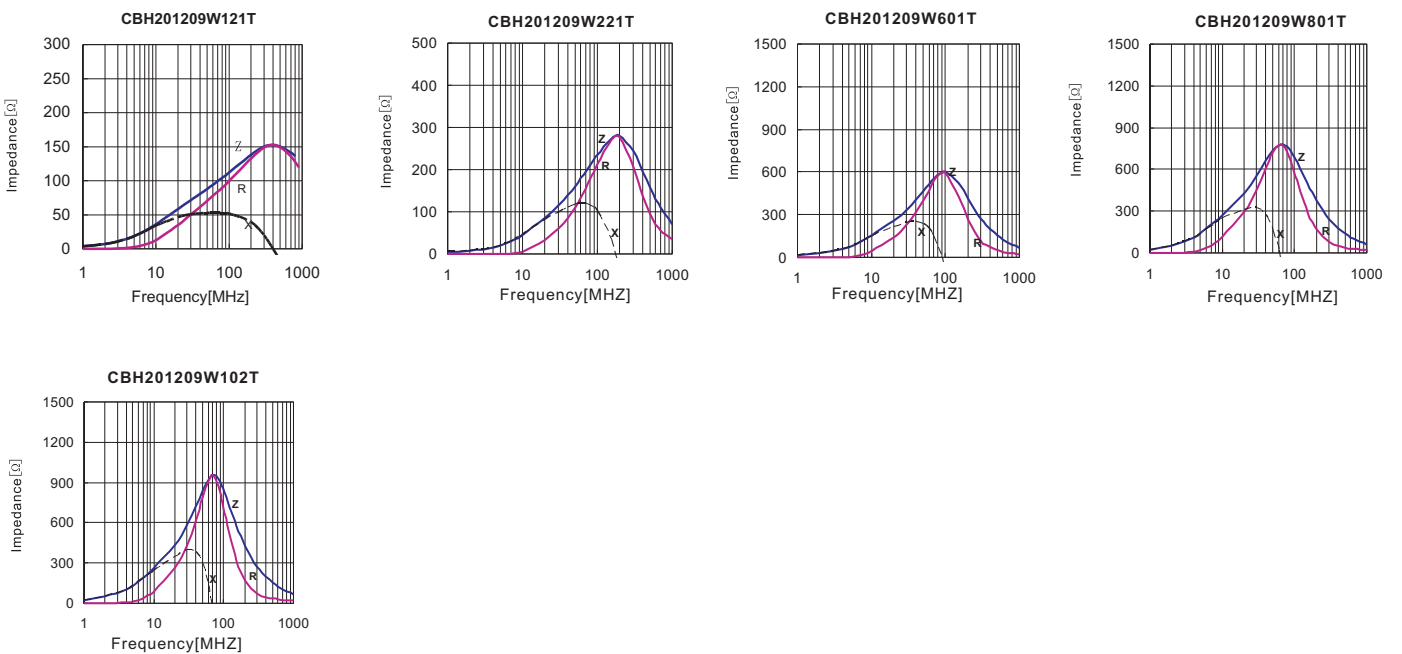 CBH201209W121T
300
250
200
150
100
50
0
Impedance[Ω]
Z
R
X
1 10 100 1000
Frequency[MHz]
CBH201209W221T
500
400
300
200
100
0
Impedance[Ω]
Z
R
X
1 10 100 1000
Frequency[MHZ]
CBH201209W601T
1500
1200
900
600
300
0
Impedance[Ω]
Z
X
R
1 10 100 1000
Frequency[MHZ]
CBH201209W801T
1500
1200
900
600
300
0
Impedance[Ω]
Z
R
X
1 10 100 1000
Frequency[MHZ]
CBH201209W102T
1500
1200
900
600
300
0
Impedance[Ω]
Z
R
X
1 10 100 1000
Frequency[MHZ]